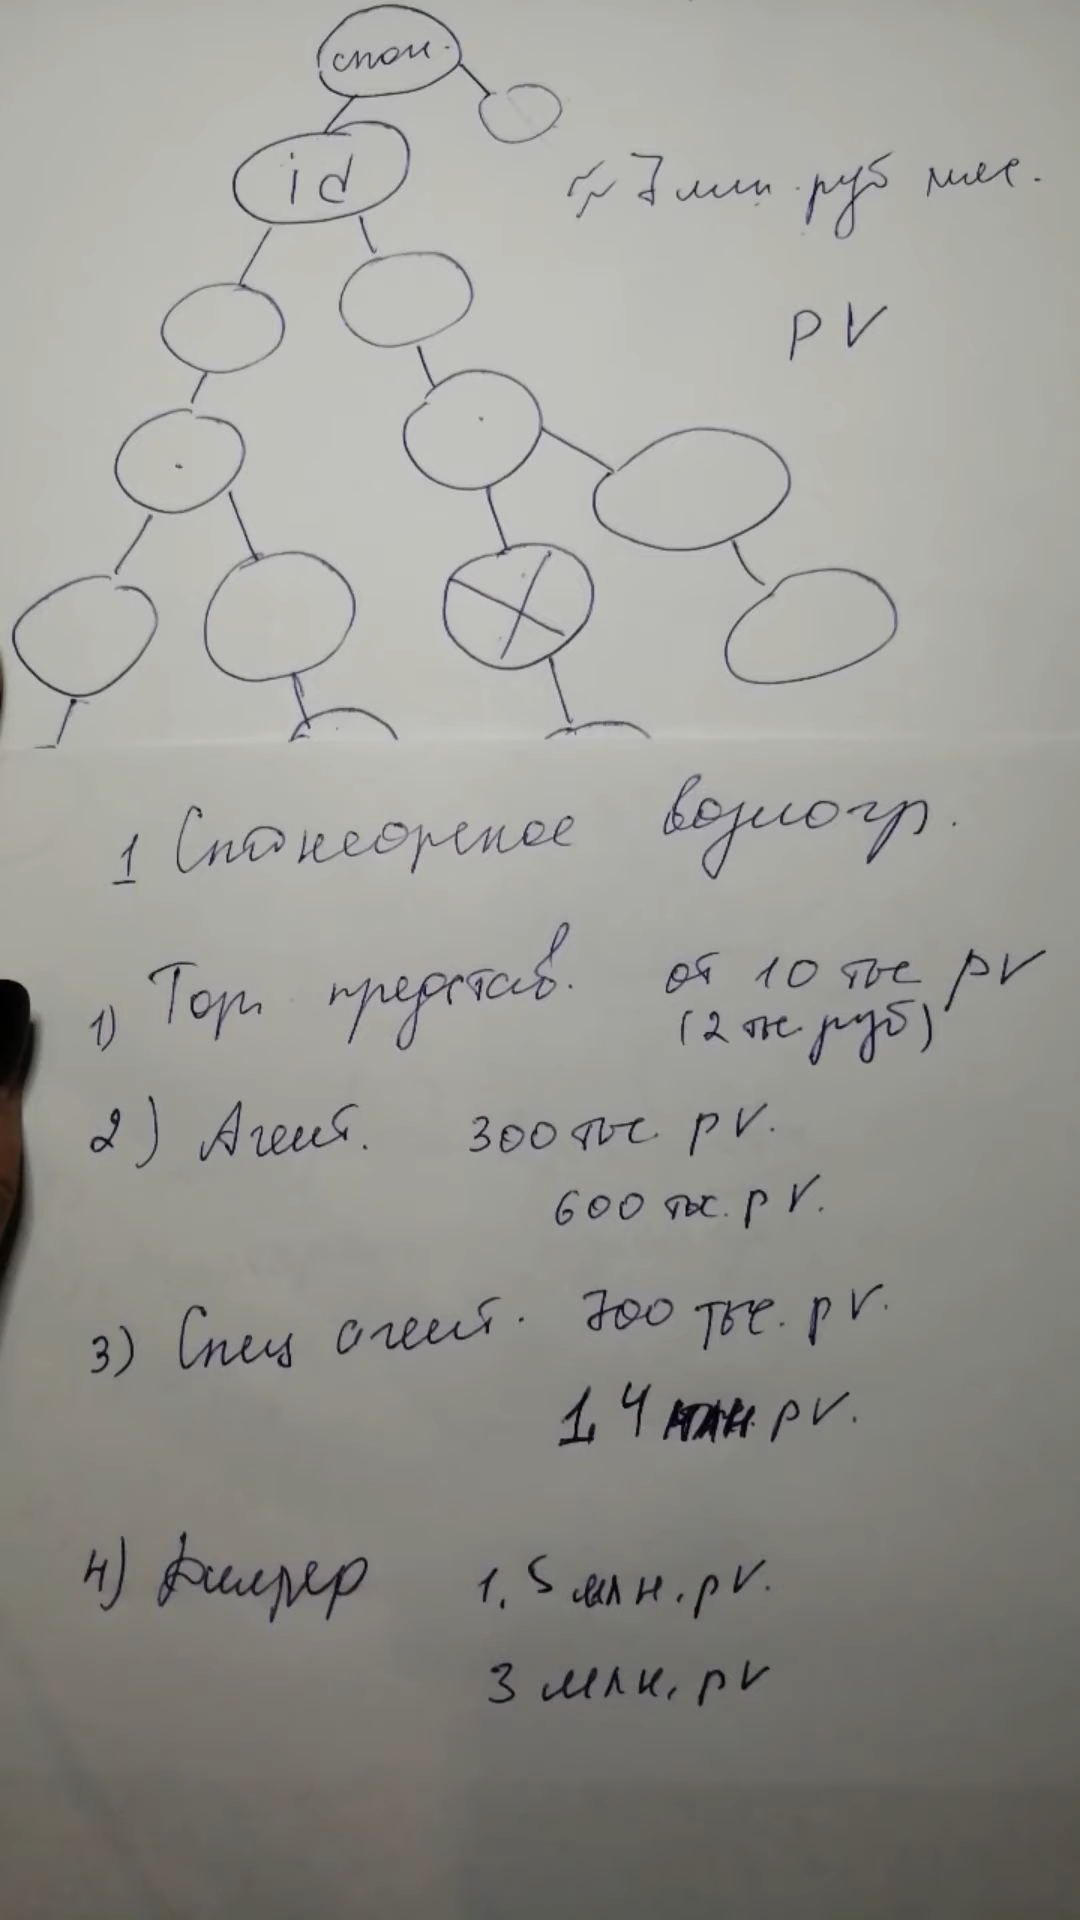 спон.
id
≈ 7 млн. руб мес.
PV
1 Спонсорское вознагр.
1) Торг. представ. от 10 тыс PV
(2 тыс. руб)
2) Агент. 300 тыс. PV.
600 тыс. PV.
3) Спец агент. 700 тыс. PV.
1,4 млн. PV.
4) Дилер 1,5 млн. PV.
3 млн. PV